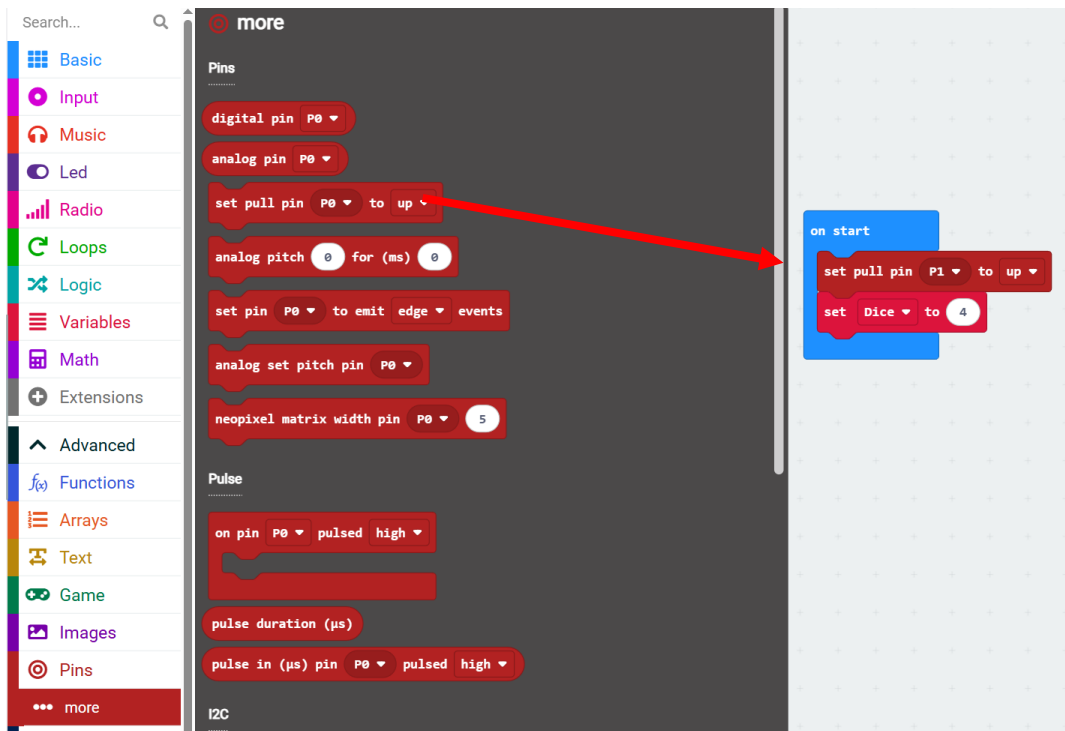 Search...
Basic
Input
Music
Led
Radio
Loops
Logic
Variables
Math
Extensions
Advanced
f(x) Functions
Arrays
Text
Game
Images
Pins
more
more
Pins
digital pin P0
analog pin P0
set pull pin P0 to up
analog pitch 0 for (ms) 0
set pin P0 to emit edge events
analog set pitch pin P0
neopixel matrix width pin P0 5
Pulse
on pin P0 pulsed high
pulse duration (µs)
pulse in (µs) pin P0 pulsed high
I2C
on start
set pull pin P1 to up
set Dice to 4